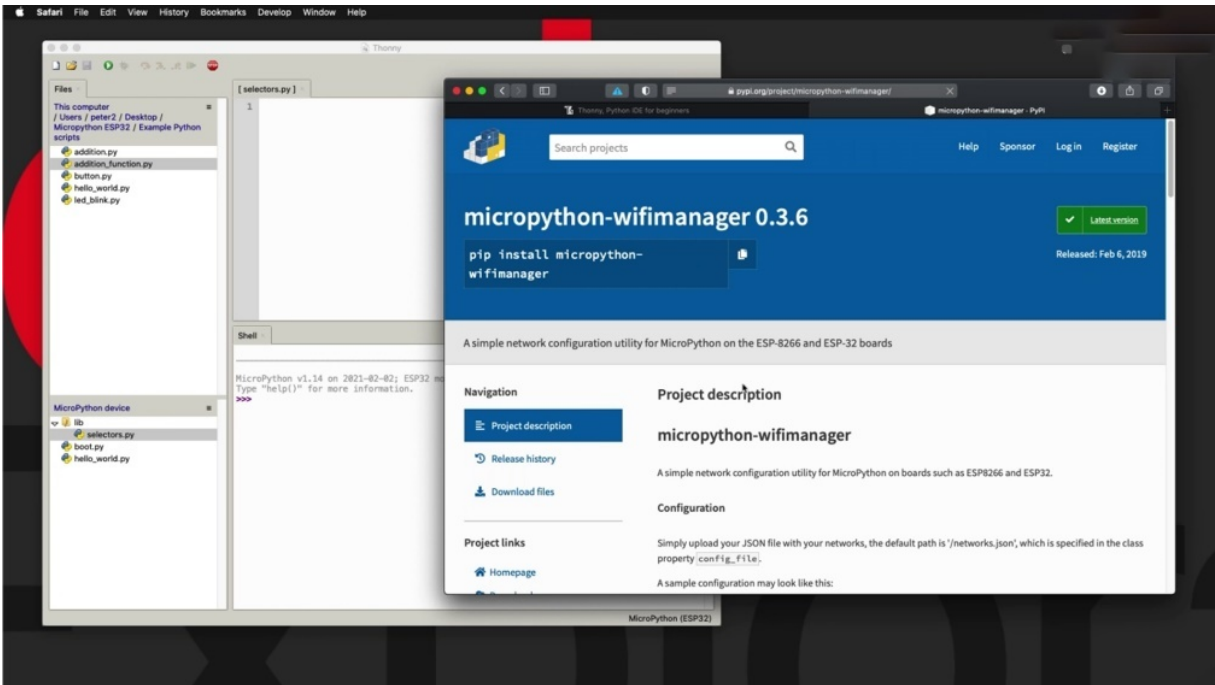 Safari File Edit View History Bookmarks Develop Window Help
Thonny
Files
This computer
/ Users / peter2 / Desktop /
Micropython ESP32 / Example Python
scripts
addition.py
addition_function.py
button.py
hello_world.py
led_blink.py
MicroPython device
lib
selectors.py
boot.py
hello_world.py
[ selectors.py ]
1
Shell
MicroPython v1.14 on 2021-02-02; ESP32 mo
Type "help()" for more information.
>>>
MicroPython (ESP32)
pypi.org/project/micropython-wifimanager/
Thonny, Python IDE for beginners
micropython-wifimanager · PyPI
Search projects
Help Sponsor Log in Register
micropython-wifimanager 0.3.6
Latest version
pip install micropython-
wifimanager
Released: Feb 6, 2019
A simple network configuration utility for MicroPython on the ESP-8266 and ESP-32 boards
Navigation
Project description
Release history
Download files
Project links
Homepage
Project description
micropython-wifimanager
A simple network configuration utility for MicroPython on boards such as ESP8266 and ESP32.
Configuration
Simply upload your JSON file with your networks, the default path is '/networks.json', which is specified in the class
property config_file.
A sample configuration may look like this: